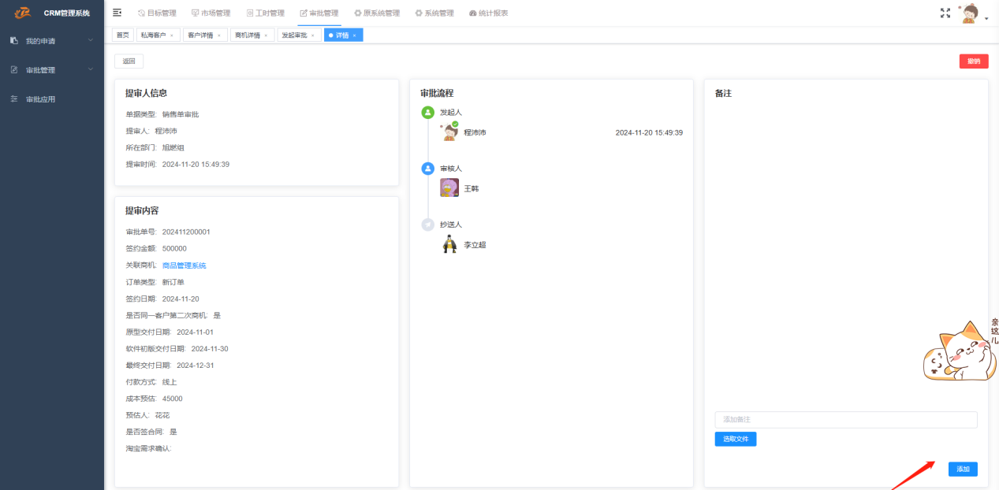 CRM管理系统
目标管理
市场管理
工时管理
审批管理
原系统管理
系统管理
统计报表
首页
私海客户 ×
客户详情 ×
商机详情 ×
发起审批 ×
详情 ×
我的申请
审批管理
审批应用
返回
撤销
提审人信息
单据类型: 销售单审批
提审人: 程沛沛
所在部门: 旭燃组
提审时间: 2024-11-20 15:49:39
提审内容
审批单号: 202411200001
签约金额: 500000
关联商机: 商品管理系统
订单类型: 新订单
签约日期: 2024-11-20
是否同一客户第二次商机: 是
原型交付日期: 2024-11-01
软件初版交付日期: 2024-11-30
最终交付日期: 2024-12-31
付款方式: 线上
成本预估: 45000
预估人: 花花
是否签合同: 是
淘宝需求确认:
审批流程
发起人
程沛沛
2024-11-20 15:49:39
审核人
王韩
抄送人
李立超
备注
亲这儿
添加备注
选取文件
添加